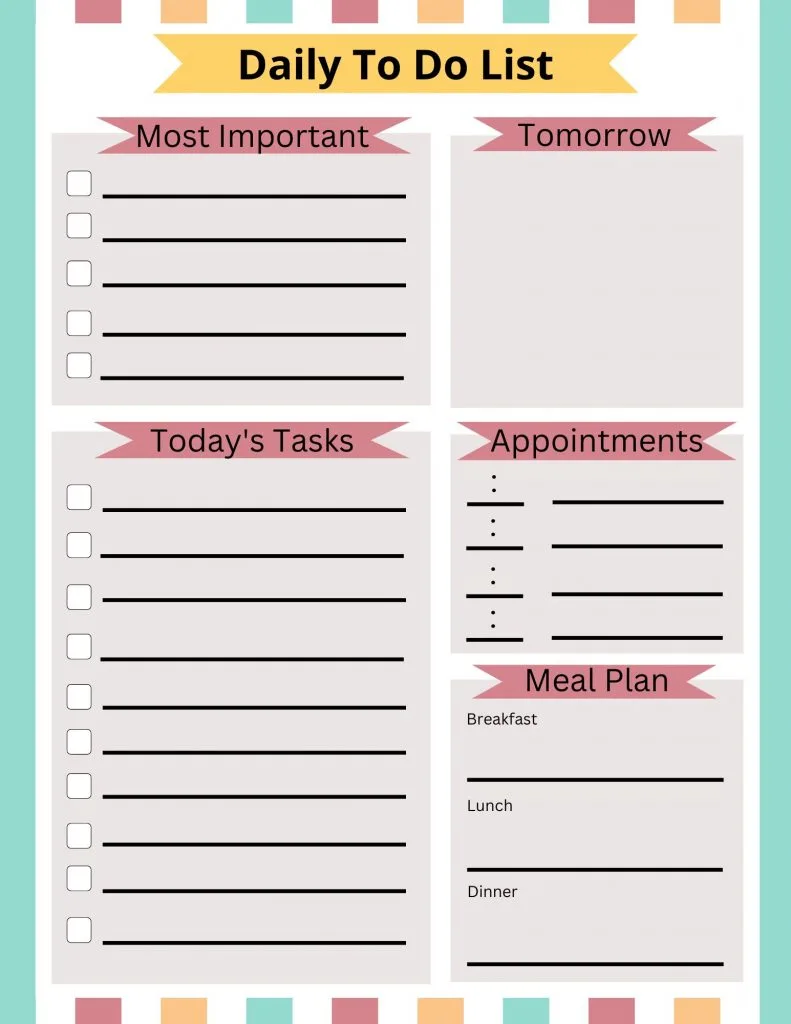 Daily To Do List
Most Important
Tomorrow
Today's Tasks
Appointments
:
:
:
:
Meal Plan
Breakfast
Lunch
Dinner